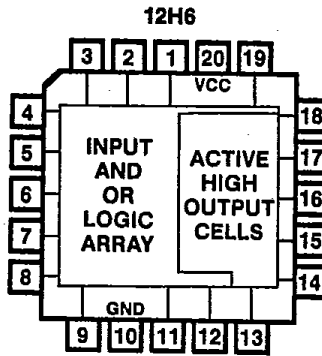 12H6
3 2 1 20 19
VCC
4
5
6
7
8
INPUT
AND
OR
LOGIC
ARRAY
ACTIVE
HIGH
OUTPUT
CELLS
18
17
16
15
14
GND
9 10 11 12 13